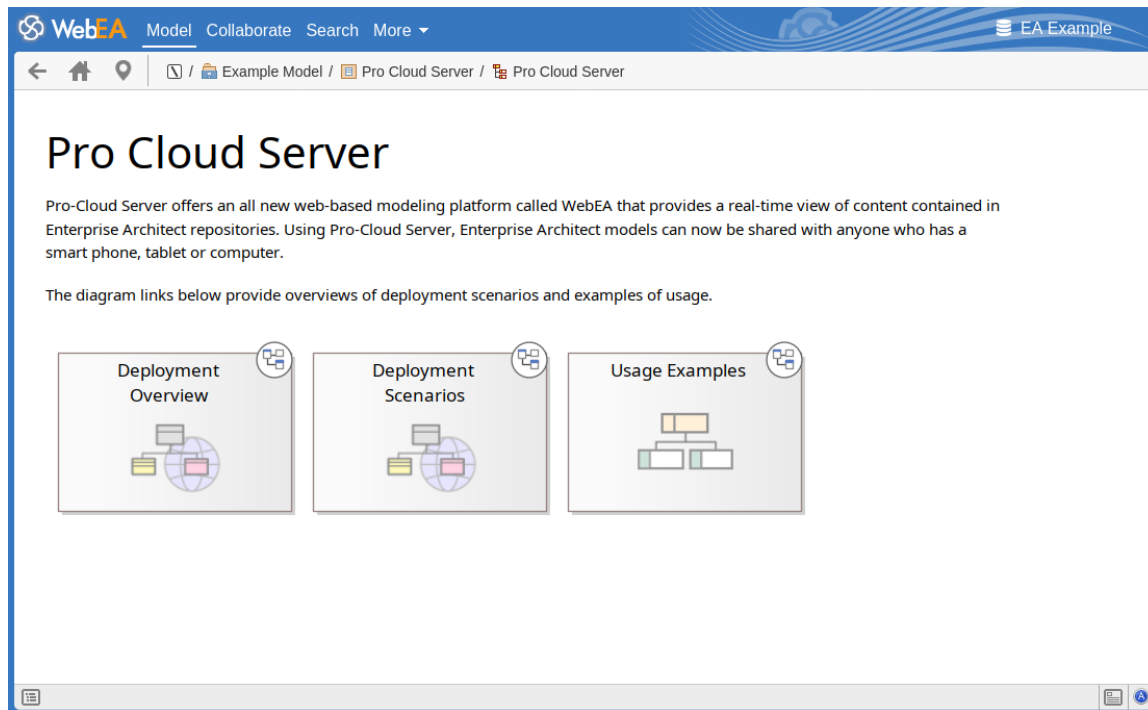 WebEA Model Collaborate Search More EA Example
/ Example Model / Pro Cloud Server / Pro Cloud Server
Pro Cloud Server
Pro-Cloud Server offers an all new web-based modeling platform called WebEA that provides a real-time view of content contained in
Enterprise Architect repositories. Using Pro-Cloud Server, Enterprise Architect models can now be shared with anyone who has a
smart phone, tablet or computer.
The diagram links below provide overviews of deployment scenarios and examples of usage.
Deployment
Overview
Deployment
Scenarios
Usage Examples
A